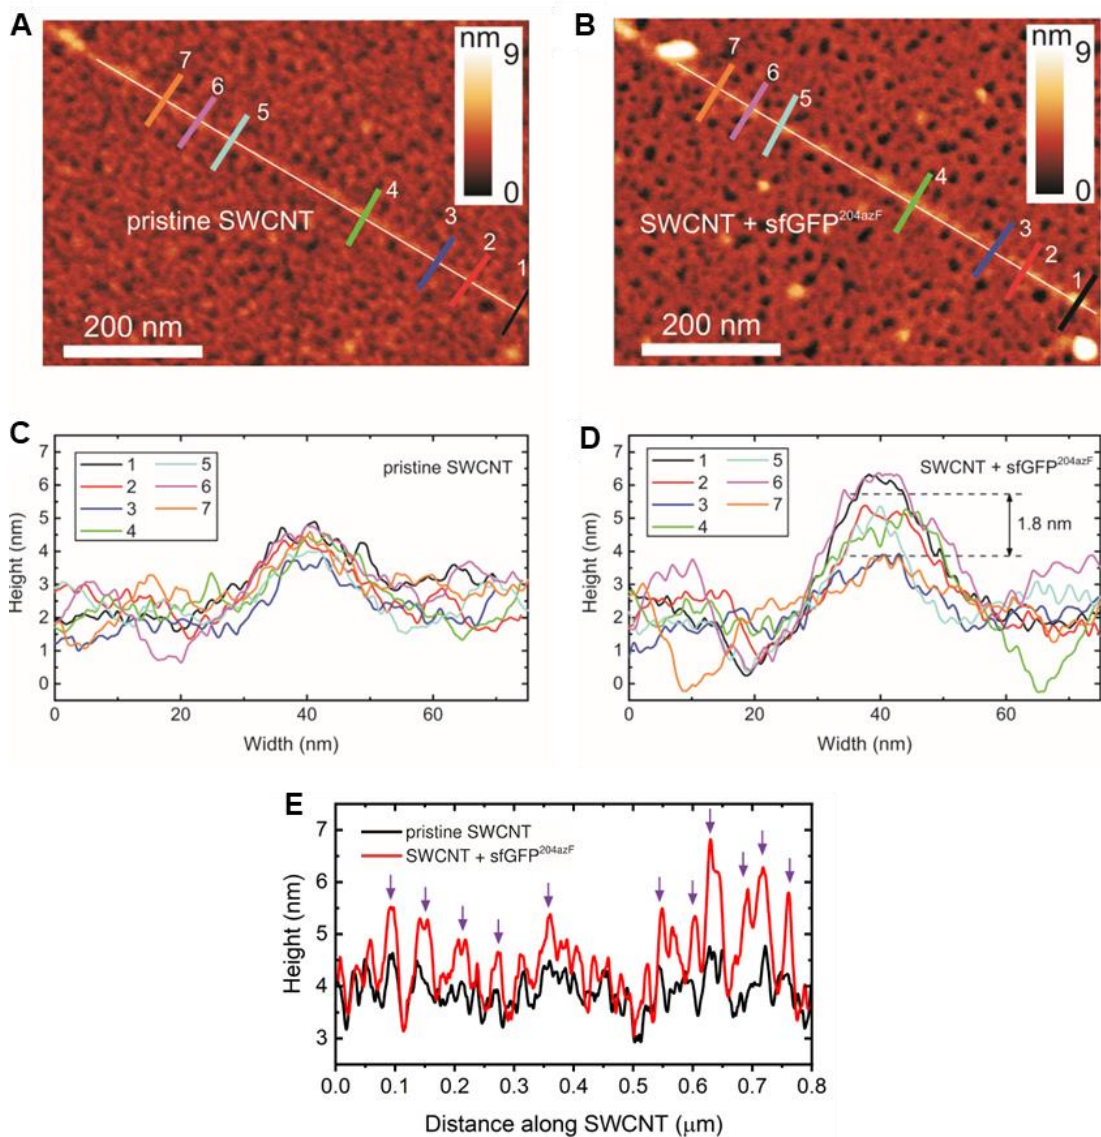 A
nm
9
0
7
6
5
4
3
2
1
pristine SWCNT
200 nm
B
nm
9
0
7
6
5
4
3
2
1
SWCNT + sfGFP204azF
200 nm
C
7
6
5
4
3
2
1
0
Height (nm)
1 5
2 6
3 7
4
pristine SWCNT
0 20 40 60
Width (nm)
D
7
6
5
4
3
2
1
0
Height (nm)
1 5
2 6
3 7
4
SWCNT + sfGFP204azF
1.8 nm
0 20 40 60
Width (nm)
E
7
6
5
4
3
Height (nm)
pristine SWCNT
SWCNT + sfGFP204azF
0.0 0.1 0.2 0.3 0.4 0.5 0.6 0.7 0.8
Distance along SWCNT (μm)